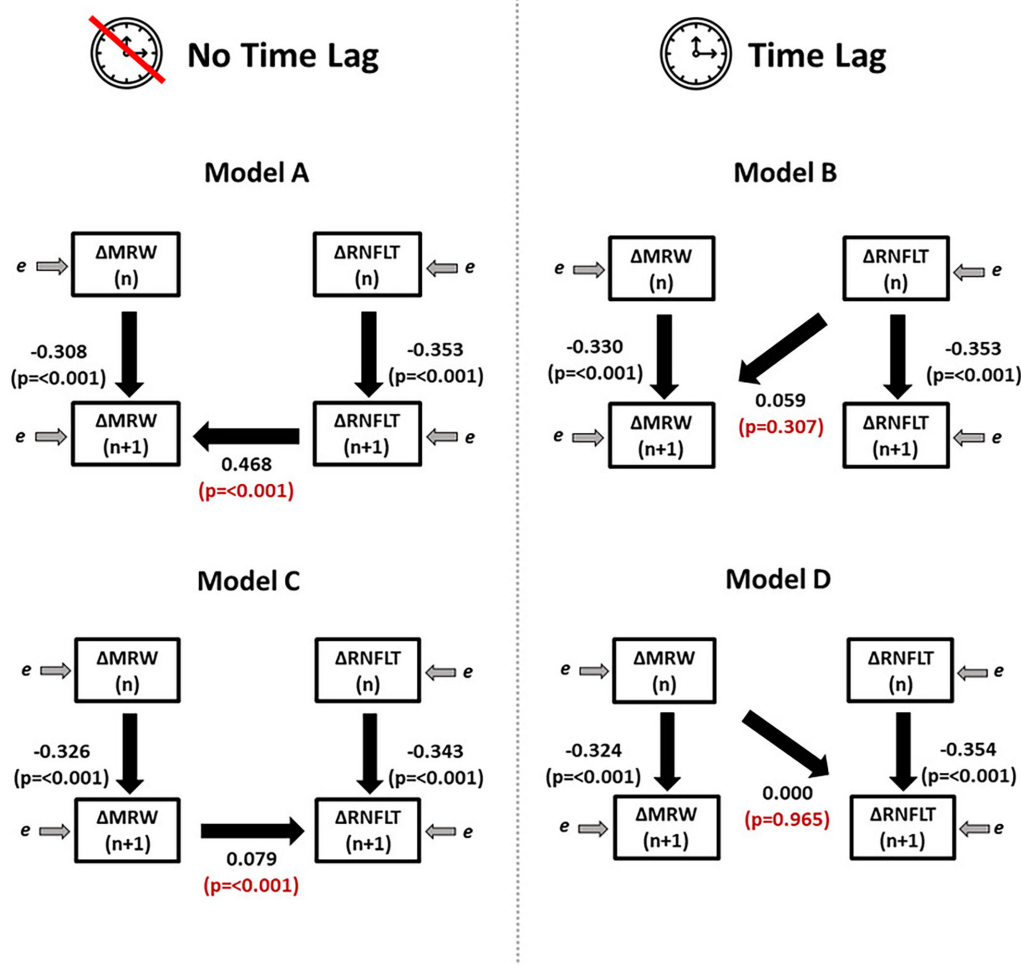 No Time Lag
Time Lag
Model A
ΔMRW
(n)
ΔRNFLT
(n)
e
e
-0.308
(p=<0.001)
-0.353
(p=<0.001)
ΔMRW
(n+1)
ΔRNFLT
(n+1)
e
e
0.468
(p=<0.001)
Model B
ΔMRW
(n)
ΔRNFLT
(n)
e
e
-0.330
(p=<0.001)
-0.353
(p=<0.001)
0.059
(p=0.307)
ΔMRW
(n+1)
ΔRNFLT
(n+1)
e
e
Model C
ΔMRW
(n)
ΔRNFLT
(n)
e
e
-0.326
(p=<0.001)
-0.343
(p=<0.001)
ΔMRW
(n+1)
ΔRNFLT
(n+1)
e
e
0.079
(p=<0.001)
Model D
ΔMRW
(n)
ΔRNFLT
(n)
e
e
-0.324
(p=<0.001)
-0.354
(p=<0.001)
0.000
(p=0.965)
ΔMRW
(n+1)
ΔRNFLT
(n+1)
e
e